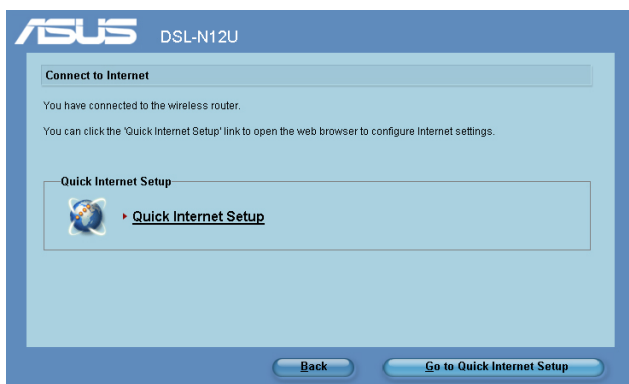 ASUS DSL-N12U
Connect to Internet
You have connected to the wireless router.
You can click the 'Quick Internet Setup' link to open the web browser to configure Internet settings.
Quick Internet Setup
Quick Internet Setup
Back Go to Quick Internet Setup